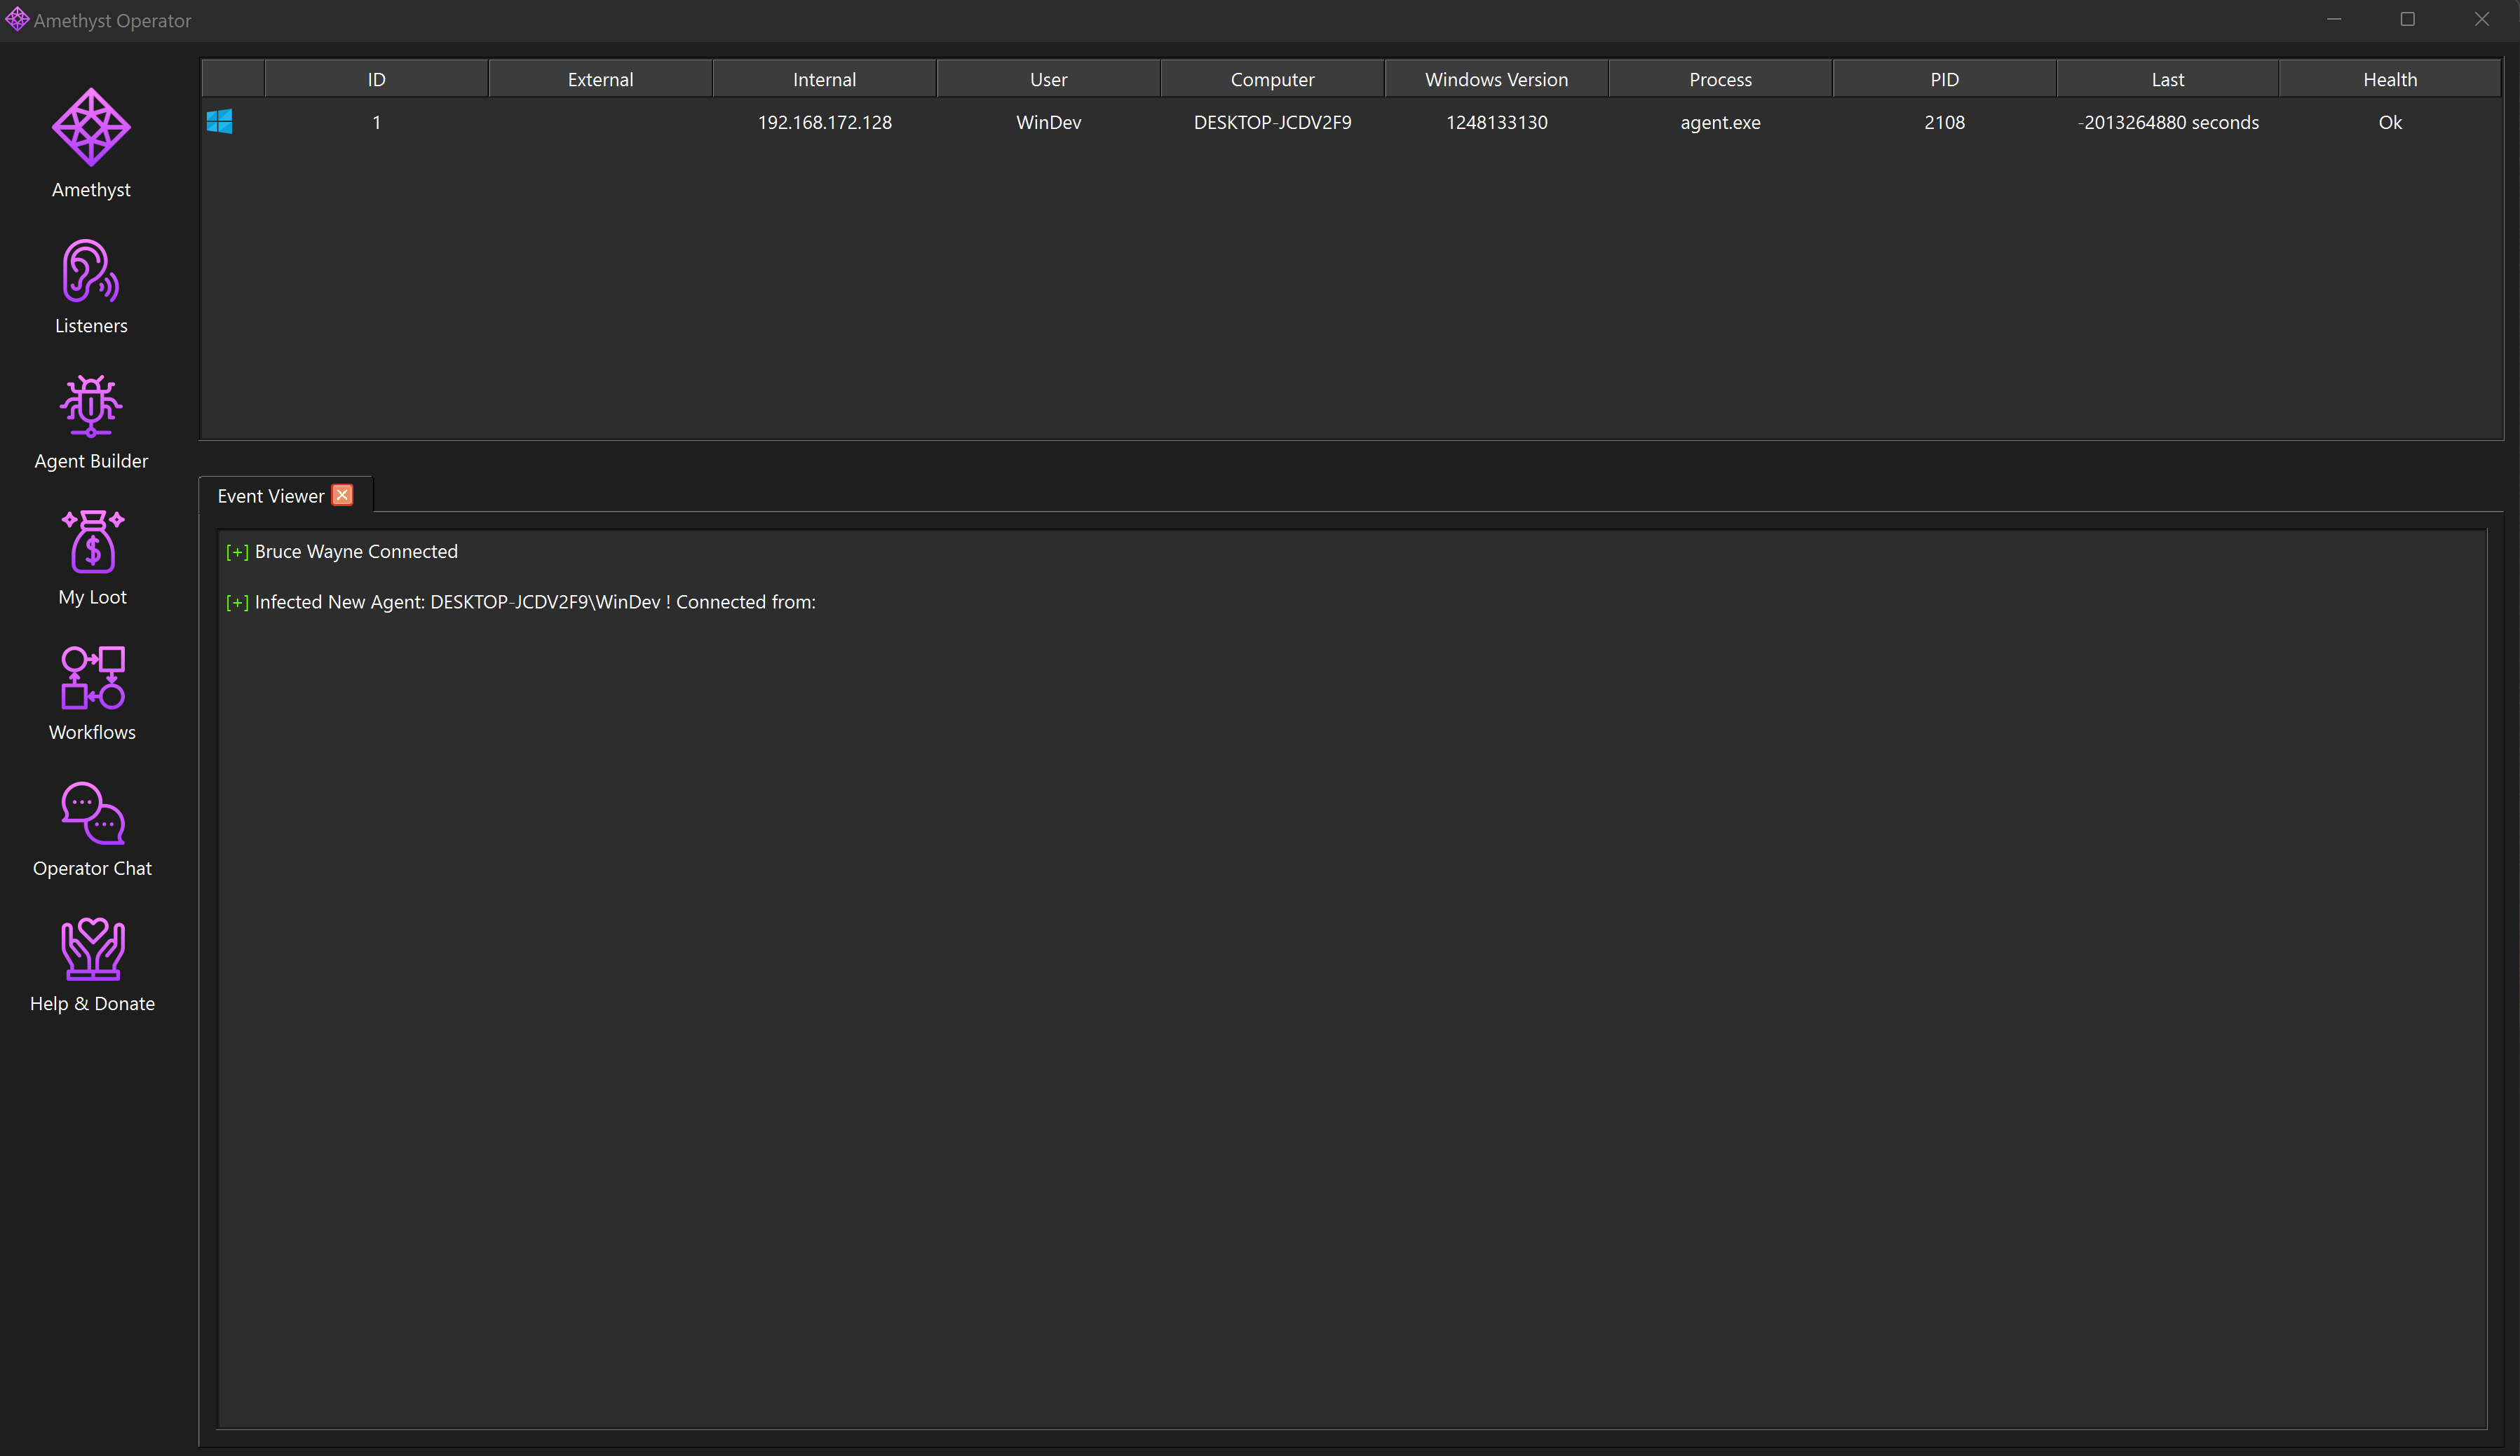 Amethyst Operator
Amethyst
Listeners
Agent Builder
My Loot
Workflows
Operator Chat
Help & Donate
ID External Internal User Computer Windows Version Process PID Last Health
1 192.168.172.128 WinDev DESKTOP-JCDV2F9 1248133130 agent.exe 2108 -2013264880 seconds Ok
Event Viewer
[+] Bruce Wayne Connected
[+] Infected New Agent: DESKTOP-JCDV2F9\WinDev ! Connected from: